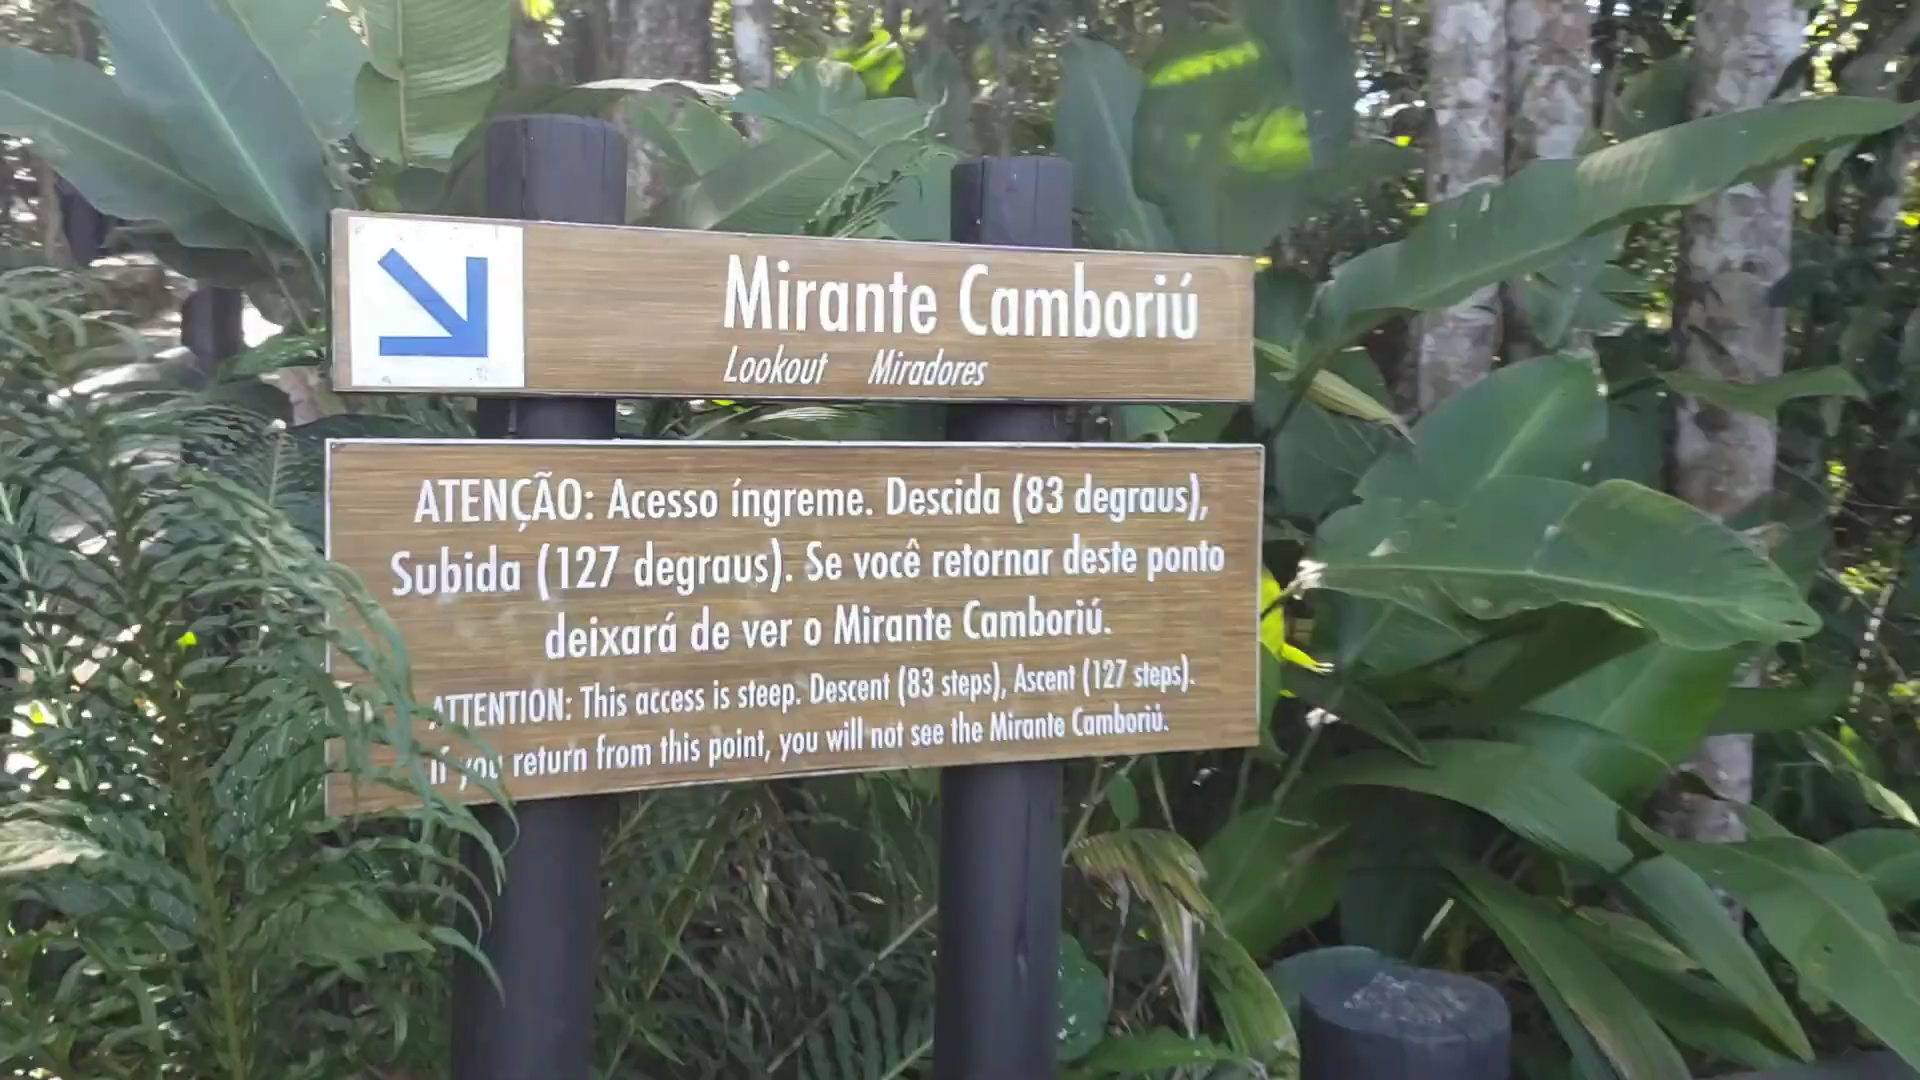 Mirante Camboriú
Lookout Miradores
ATENÇÃO: Acesso íngreme. Descida (83 degraus),
Subida (127 degraus). Se você retornar deste ponto
deixará de ver o Mirante Camboriú.
ATTENTION: This access is steep. Descent (83 steps), Ascent (127 steps).
If you return from this point, you will not see the Mirante Camboriú.